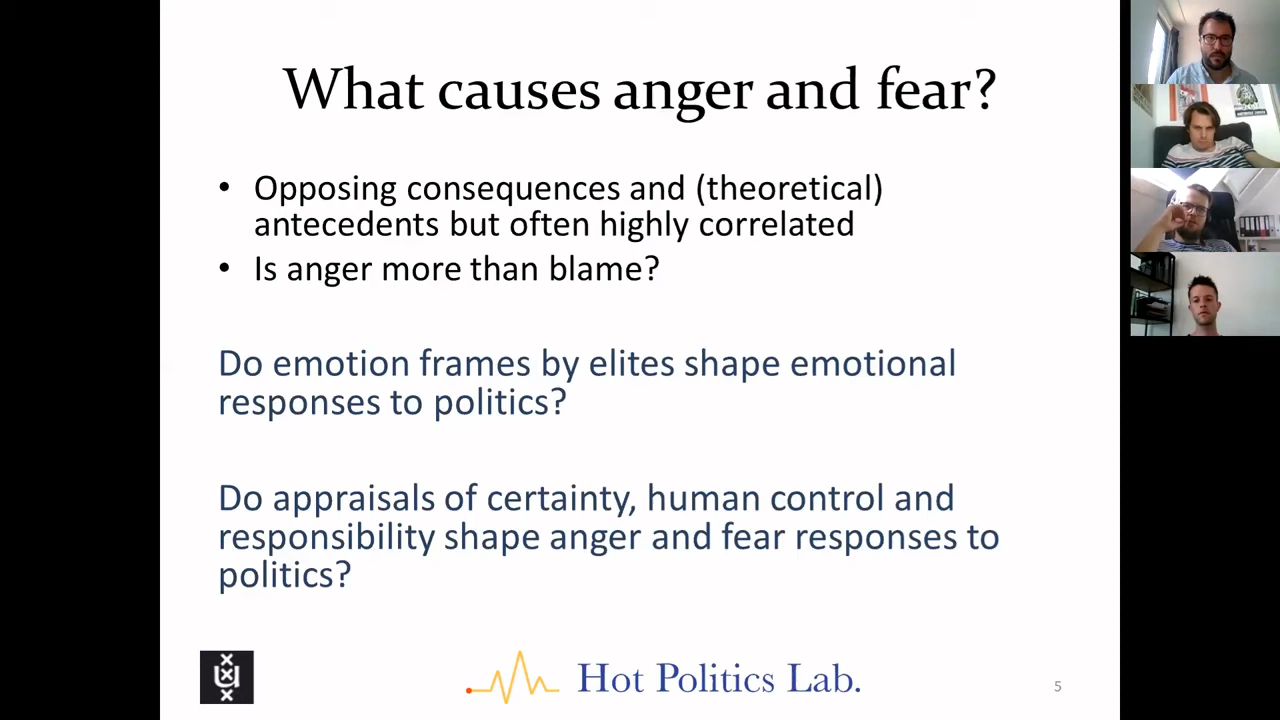 What causes anger and fear?
• Opposing consequences and (theoretical)
antecedents but often highly correlated
• Is anger more than blame?
Do emotion frames by elites shape emotional
responses to politics?
Do appraisals of certainty, human control and
responsibility shape anger and fear responses to
politics?
Hot Politics Lab.
5